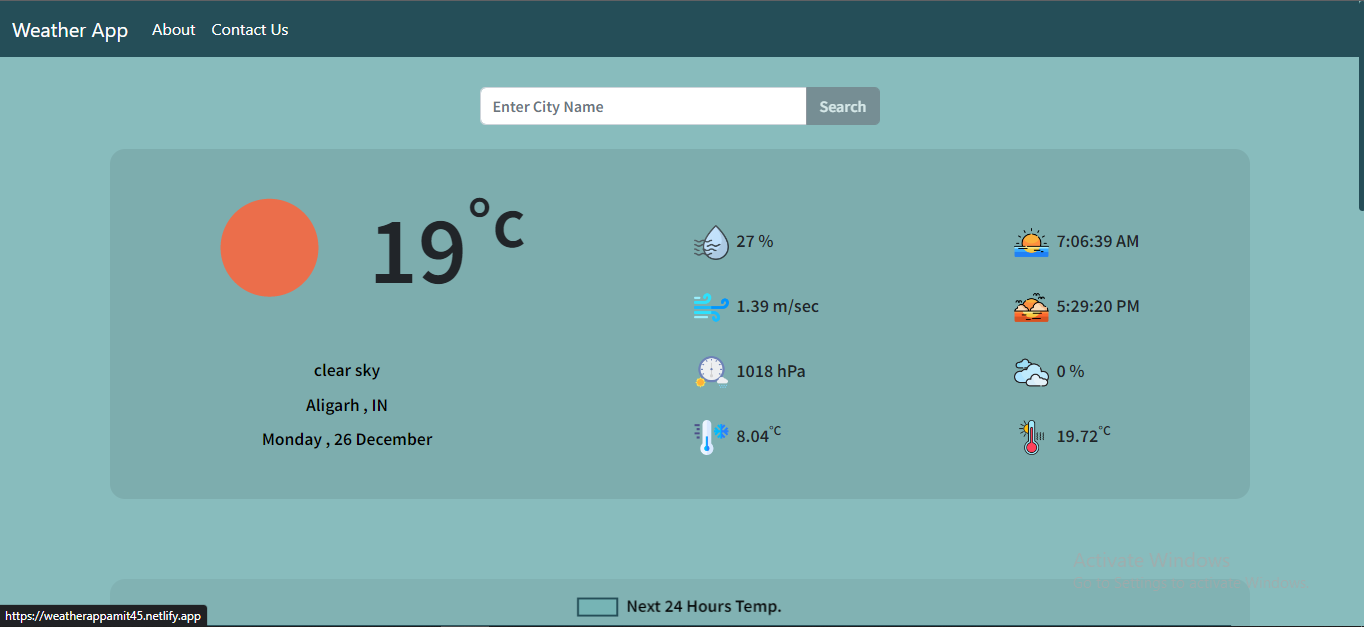 Weather App About Contact Us
Enter City Name Search
19°C
clear sky
Aligarh , IN
Monday , 26 December
27 %
1.39 m/sec
1018 hPa
8.04°C
7:06:39 AM
5:29:20 PM
0 %
19.72°C
Activate Windows
Next 24 Hours Temp.
https://weatherappamit45.netlify.app